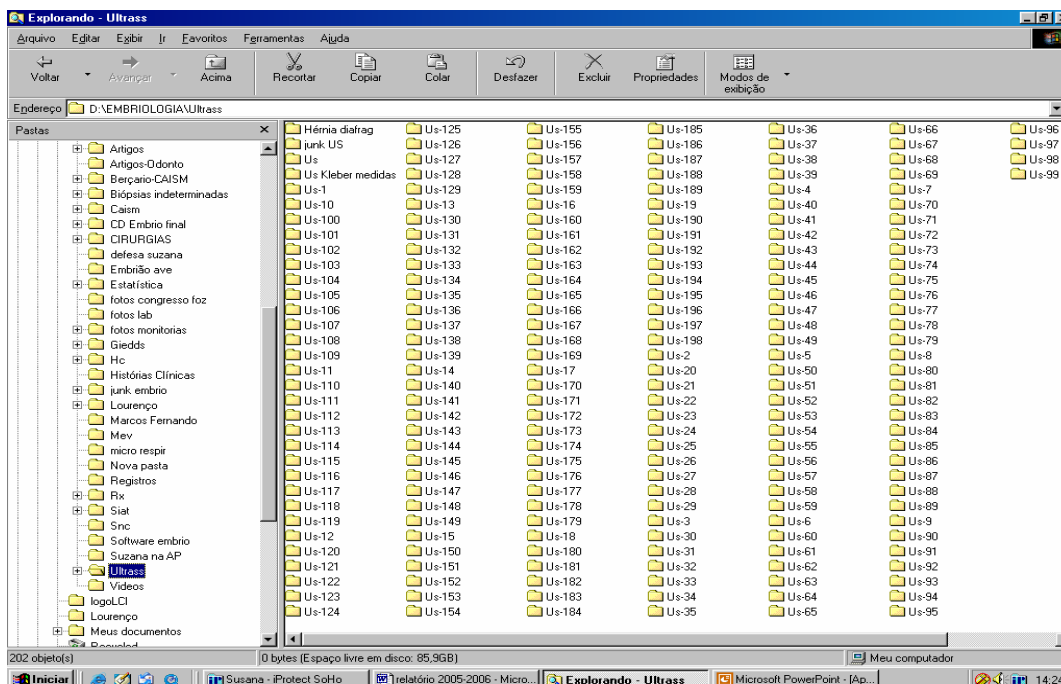 Explorando - Ultrass
Arquivo Editar Exibir Ir Favoritos Ferramentas Ajuda
Voltar Avançar Acima Recortar Copiar Colar Desfazer Excluir Propriedades Modos de exibição
Endereço D:\EMBRIOLOGIA\Ultrass
Pastas
Artigos
Artigos-Odonto
Berçario-CAISM
Biópsias indeterminadas
Caism
CD Embrio final
CIRURGIAS
defesa suzana
Embrião ave
Estatística
fotos congresso foz
fotos lab
fotos monitorias
Giedds
Hc
Histórias Clínicas
junk embrio
Lourenço
Marcos Fernando
Mev
micro respir
Nova pasta
Registros
Rx
Siat
Snc
Software embrio
Suzana na AP
Ultrass
Videos
logoLCI
Lourenço
Meus documentos
Recycled
Hérnia diafrag
junk US
Us
Us Kleber medidas
Us-1
Us-10
Us-100
Us-101
Us-102
Us-103
Us-104
Us-105
Us-106
Us-107
Us-108
Us-109
Us-11
Us-110
Us-111
Us-112
Us-113
Us-114
Us-115
Us-116
Us-117
Us-118
Us-119
Us-12
Us-120
Us-121
Us-122
Us-123
Us-124
Us-125
Us-126
Us-127
Us-128
Us-129
Us-13
Us-130
Us-131
Us-132
Us-133
Us-134
Us-135
Us-136
Us-137
Us-138
Us-139
Us-14
Us-140
Us-141
Us-142
Us-143
Us-144
Us-145
Us-146
Us-147
Us-148
Us-149
Us-15
Us-150
Us-151
Us-152
Us-153
Us-154
Us-155
Us-156
Us-157
Us-158
Us-159
Us-16
Us-160
Us-161
Us-162
Us-163
Us-164
Us-165
Us-166
Us-167
Us-168
Us-169
Us-17
Us-170
Us-171
Us-172
Us-173
Us-174
Us-175
Us-176
Us-177
Us-178
Us-179
Us-18
Us-180
Us-181
Us-182
Us-183
Us-184
Us-185
Us-186
Us-187
Us-188
Us-189
Us-19
Us-190
Us-191
Us-192
Us-193
Us-194
Us-195
Us-196
Us-197
Us-198
Us-2
Us-20
Us-21
Us-22
Us-23
Us-24
Us-25
Us-26
Us-27
Us-28
Us-29
Us-3
Us-30
Us-31
Us-32
Us-33
Us-34
Us-35
Us-36
Us-37
Us-38
Us-39
Us-4
Us-40
Us-41
Us-42
Us-43
Us-44
Us-45
Us-46
Us-47
Us-48
Us-49
Us-5
Us-50
Us-51
Us-52
Us-53
Us-54
Us-55
Us-56
Us-57
Us-58
Us-59
Us-6
Us-60
Us-61
Us-62
Us-63
Us-64
Us-65
Us-66
Us-67
Us-68
Us-69
Us-7
Us-70
Us-71
Us-72
Us-73
Us-74
Us-75
Us-76
Us-77
Us-78
Us-79
Us-8
Us-80
Us-81
Us-82
Us-83
Us-84
Us-85
Us-86
Us-87
Us-88
Us-89
Us-9
Us-90
Us-91
Us-92
Us-93
Us-94
Us-95
Us-96
Us-97
Us-98
Us-99
202 objeto(s) 0 bytes (Espaço livre em disco: 85,9GB) Meu computador
Iniciar Susana - iProtect SoHo relatório 2005-2006 - Micro... Explorando - Ultrass Microsoft PowerPoint - [Ap... 14:24